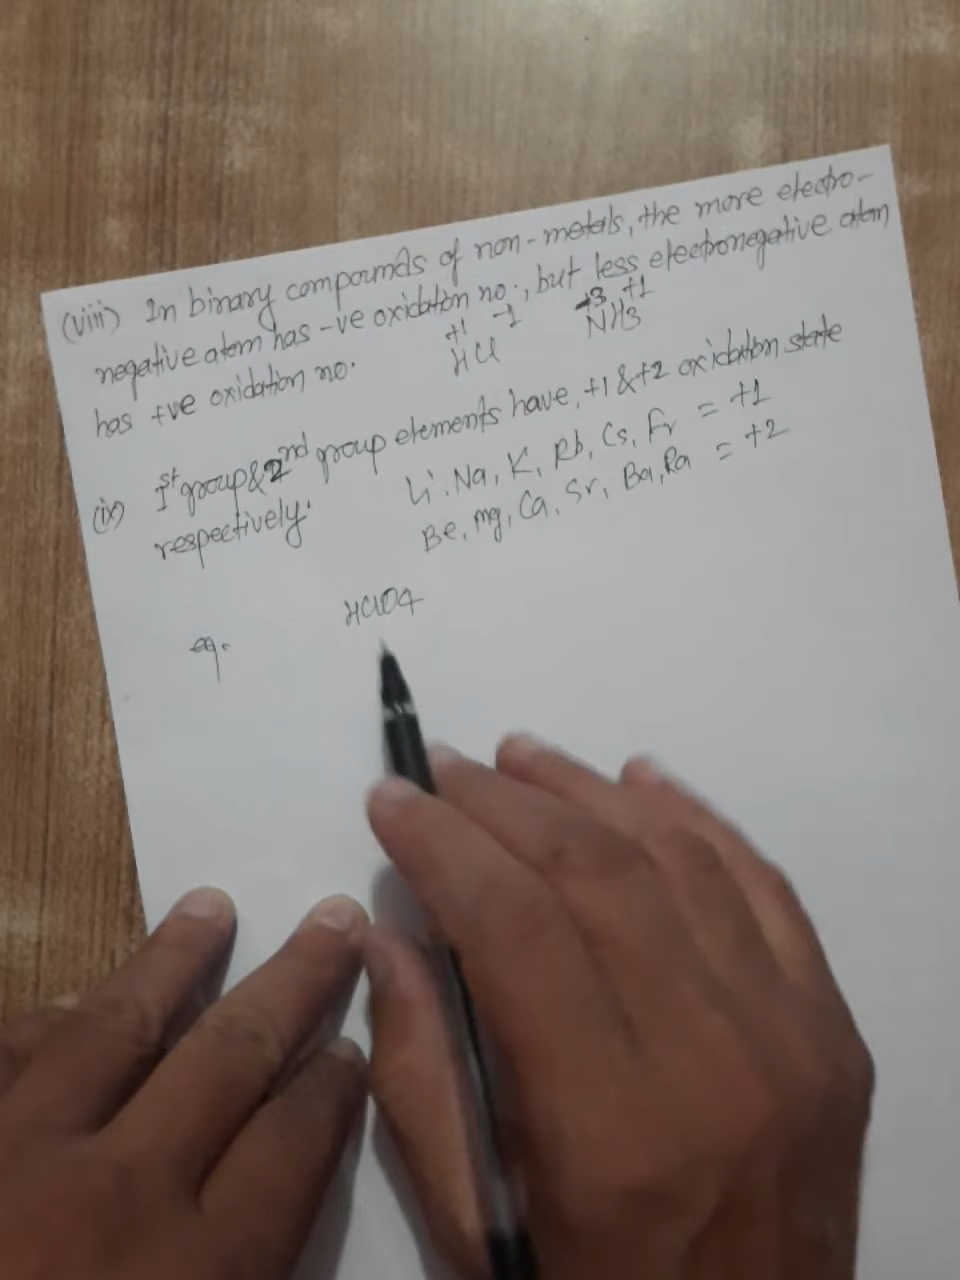 (viii) In binary compounds of non-metals, the more electro-
negative atom has -ve oxidation no., but less electronegative atom
has +ve oxidation no.
+1 -1
HCl
-3 +1
NH3
(ix) 1st group & 2nd group elements have, +1 & +2 oxidation state
respectively.
Li, Na, K, Rb, Cs, Fr = +1
Be, Mg, Ca, Sr, Ba, Ra = +2
eg. HClO4